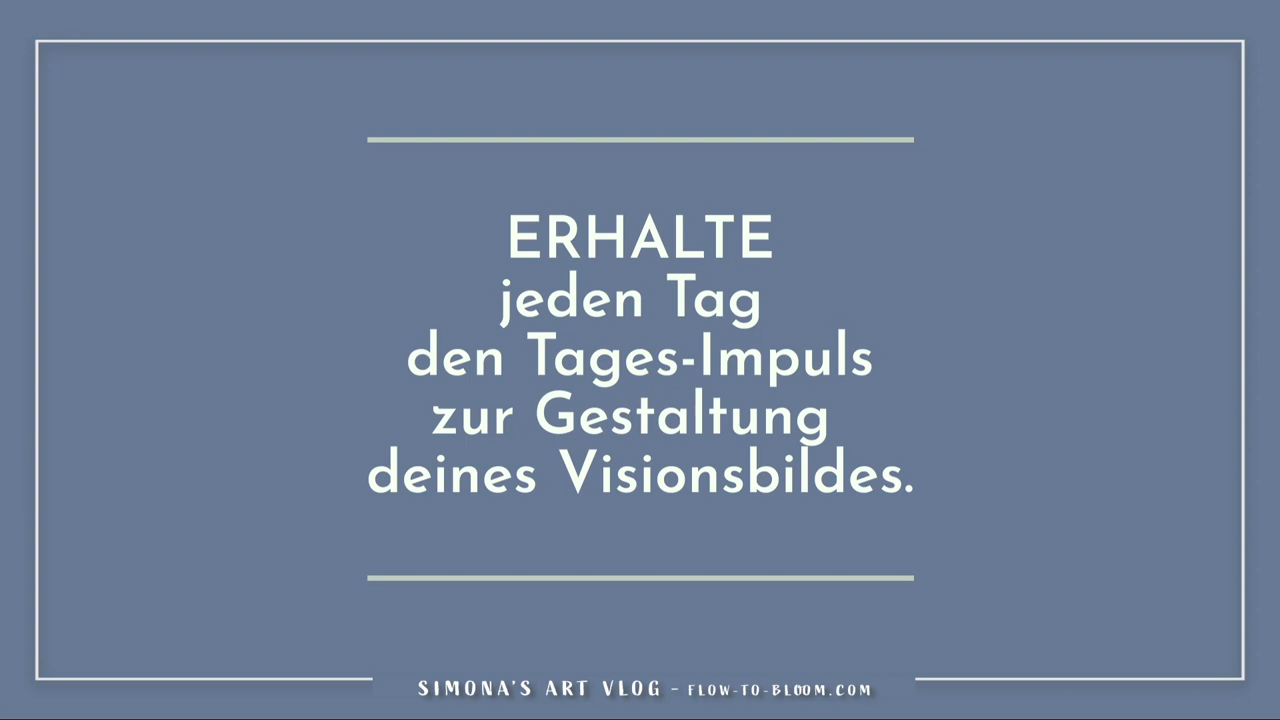 ERHALTE
jeden Tag
den Tages-Impuls
zur Gestaltung
deines Visionsbildes.
SIMONA'S ART VLOG - FLOW-TO-BLOOM.COM